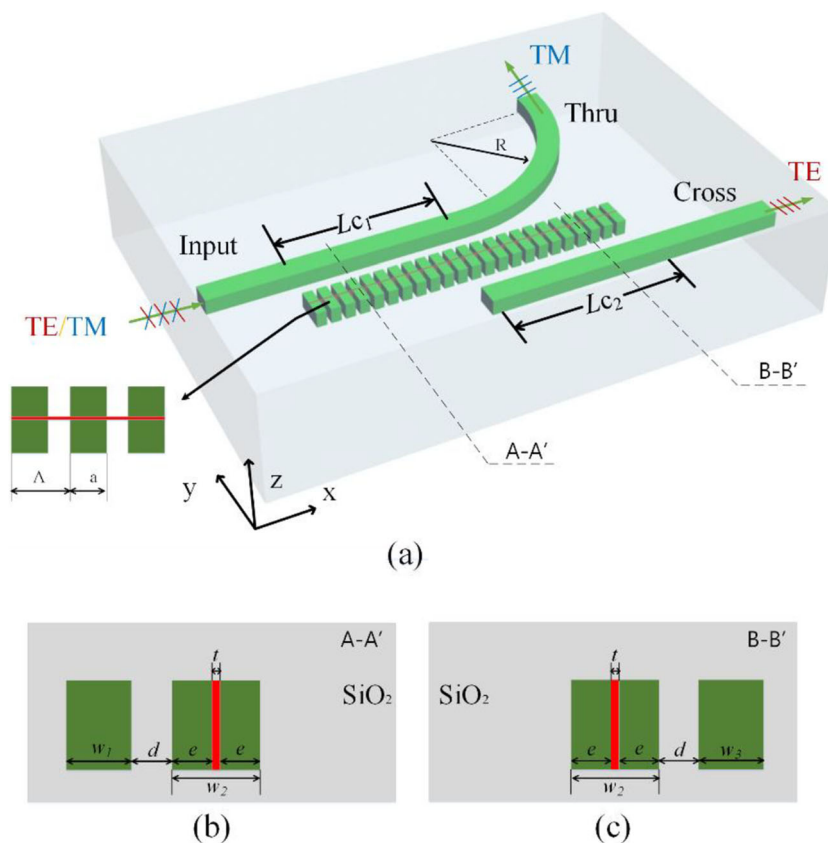 TM
Thru
R
TE
Cross
Lc₁
Input
Lc₂
TE/TM
B-B'
A-A'
Λ a
z
y x
(a)
A-A'
t
SiO₂
w₁ d e e
w₂
(b)
B-B'
t
SiO₂
e e d w₃
w₂
(c)